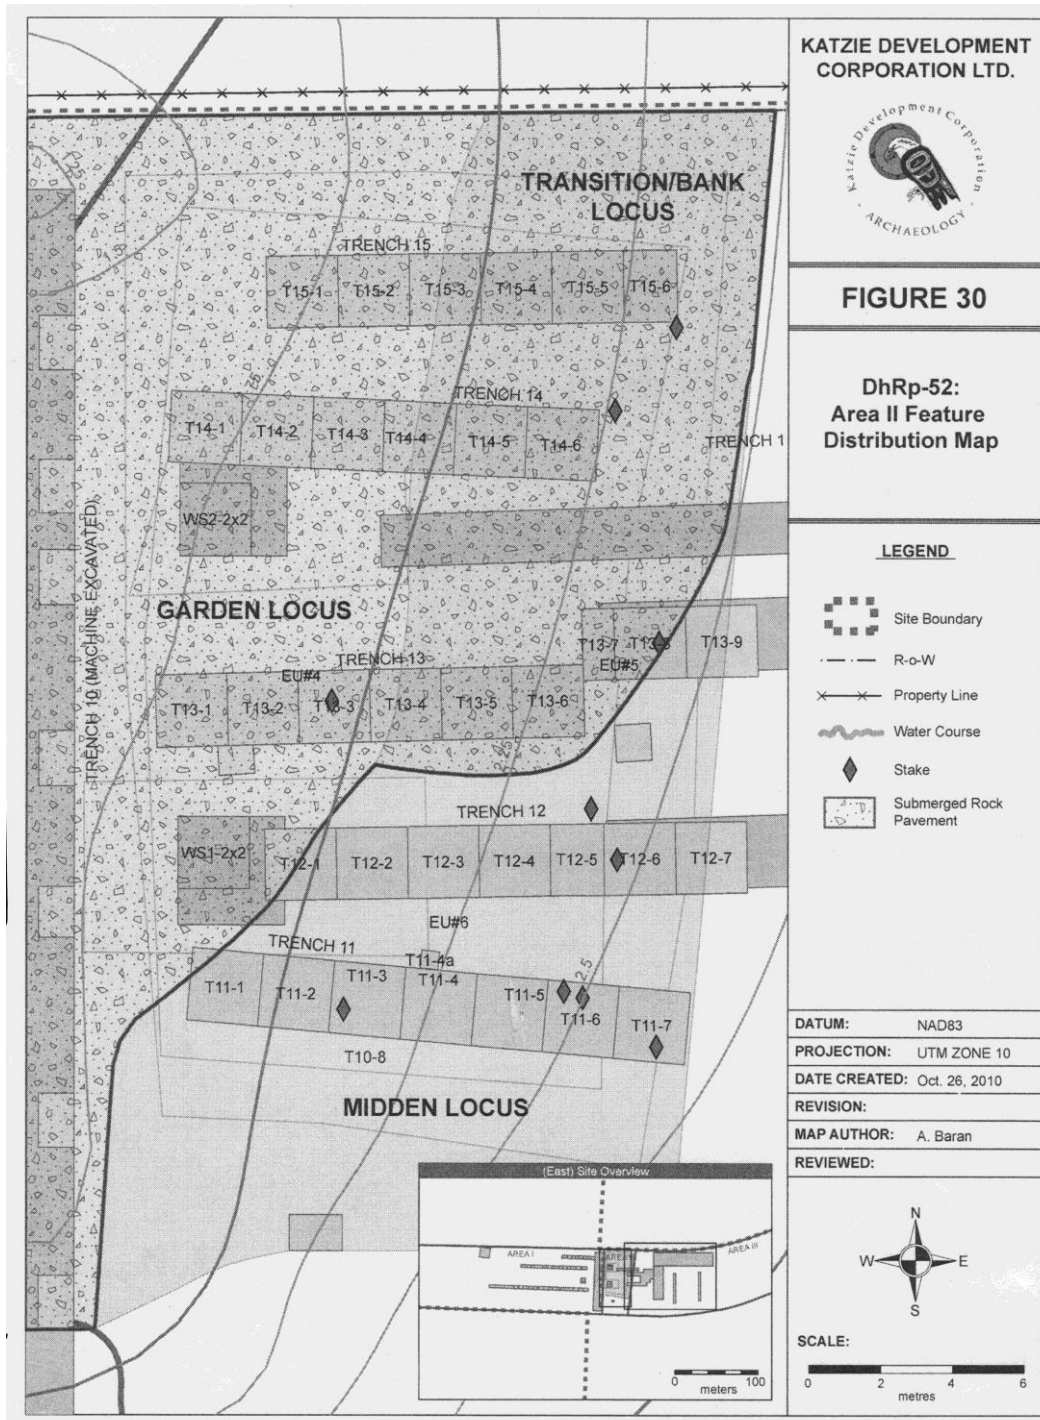 KATZIE DEVELOPMENT
CORPORATION LTD.
Katzie Development Corporation
- ARCHAEOLOGY -
FIGURE 30
DhRp-52:
Area II Feature
Distribution Map
LEGEND
Site Boundary
R-o-W
Property Line
Water Course
Stake
Submerged Rock
Pavement
DATUM: NAD83
PROJECTION: UTM ZONE 10
DATE CREATED: Oct. 26, 2010
REVISION:
MAP AUTHOR: A. Baran
REVIEWED:
N
W E
S
SCALE:
0 2 4 6
metres
TRANSITION/BANK
LOCUS
TRENCH 15
T15-1 T15-2 T15-3 T15-4 T15-5 T15-6
TRENCH 14
T14-1 T14-2 T14-3 T14-4 T14-5 T14-6
TRENCH 1
WS2-2x2
TRENCH 10 (MACHINE EXCAVATED)
GARDEN LOCUS
T13-7 T13-8 T13-9
EU#5
TRENCH 13
EU#4
T13-1 T13-2 T13-3 T13-4 T13-5 T13-6
2.25
TRENCH 12
WS1-2x2
T12-1 T12-2 T12-3 T12-4 T12-5 T12-6 T12-7
EU#6
TRENCH 11
T11-4a
T11-1 T11-2 T11-3 T11-4 T11-5 T11-6 T11-7
2.5
T10-8
MIDDEN LOCUS
(East) Site Overview
AREA I
AREA III
0 100
meters